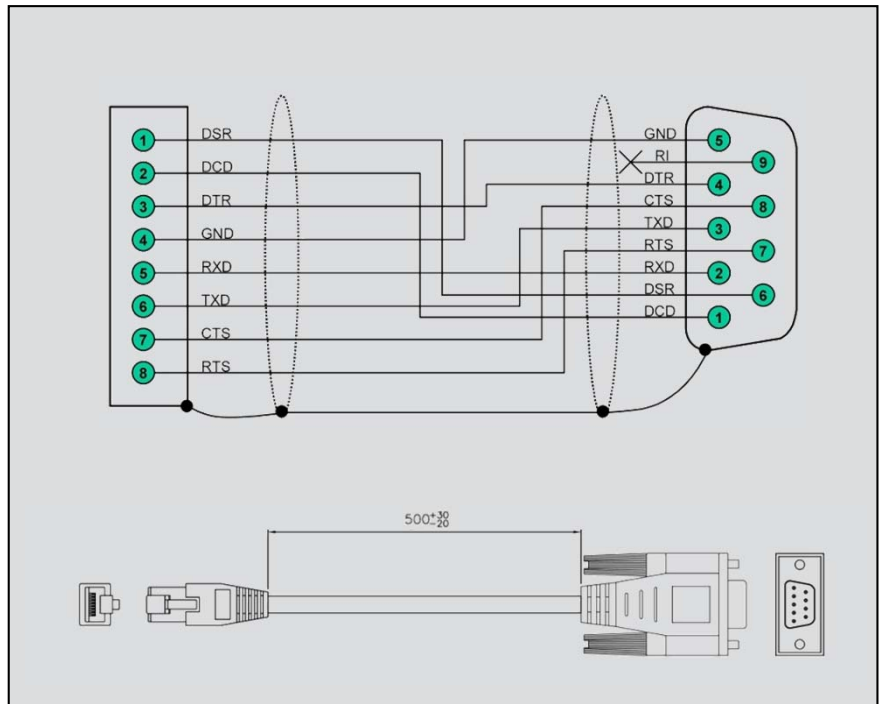 1 DSR
2 DCD
3 DTR
4 GND
5 RXD
6 TXD
7 CTS
8 RTS
GND 5
RI 9
DTR 4
CTS 8
TXD 3
RTS 7
RXD 2
DSR 6
DCD 1
500+30-20